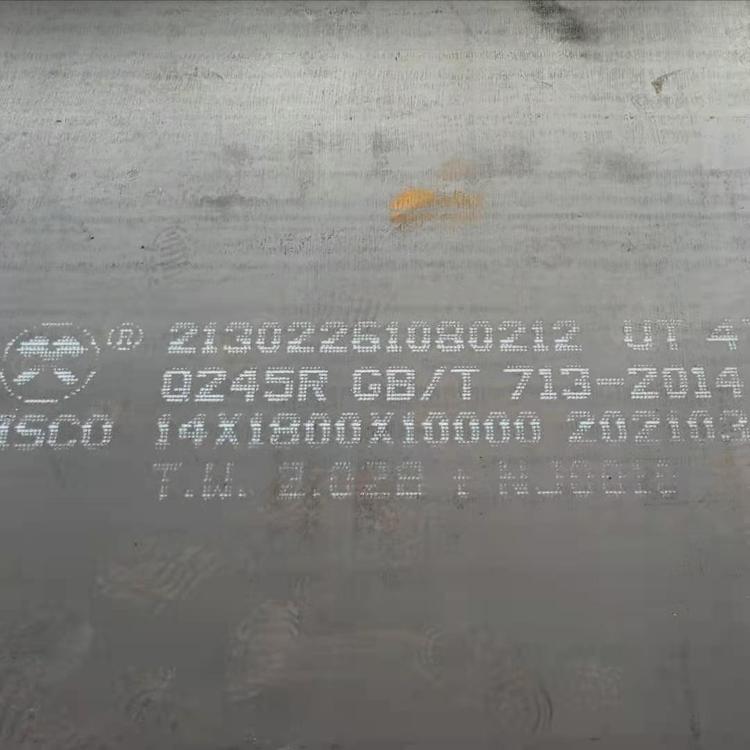 ® 21302261080212 UT 4
Q245R GB/T 713-2014
ISCO 14X1800X10000 202103
T.W. 2.028 t